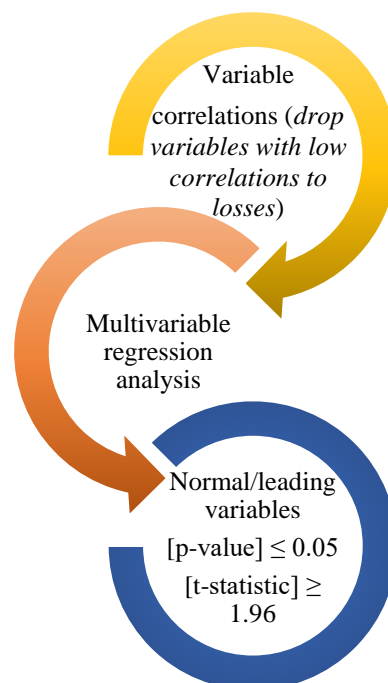 Variable
correlations (drop
variables with low
correlations to
losses)
Multivariable
regression
analysis
Normal/leading
variables
[p-value] ≤ 0.05
[t-statistic] ≥
1.96